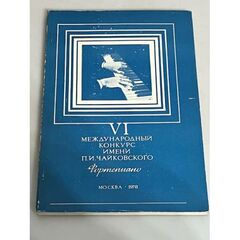 VI
МЕЖДУНАРОДНЫЙ
КОНКУРС
ИМЕНИ
П.И.ЧАЙКОВСКОГО
Фортепиано
МОСКВА · 1978